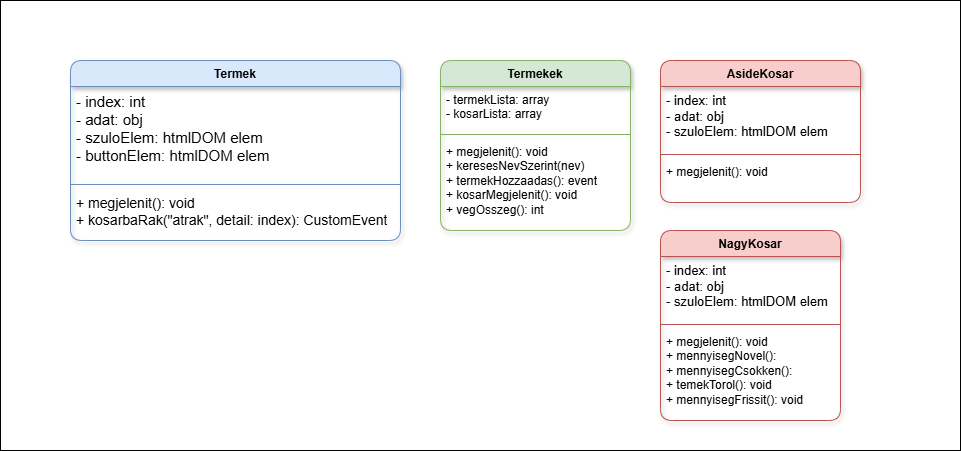 Termek
- index: int
- adat: obj
- szuloElem: htmlDOM elem
- buttonElem: htmlDOM elem
+ megjelenit(): void
+ kosarbaRak("atrak", detail: index): CustomEvent
Termekek
- termekLista: array
- kosarLista: array
+ megjelenit(): void
+ keresesNevSzerint(nev)
+ termekHozzaadas(): event
+ kosarMegjelenit(): void
+ vegOsszeg(): int
AsideKosar
- index: int
- adat: obj
- szuloElem: htmlDOM elem
+ megjelenit(): void
NagyKosar
- index: int
- adat: obj
- szuloElem: htmlDOM elem
+ megjelenit(): void
+ mennyisegNovel():
+ mennyisegCsokken():
+ temekTorol(): void
+ mennyisegFrissit(): void